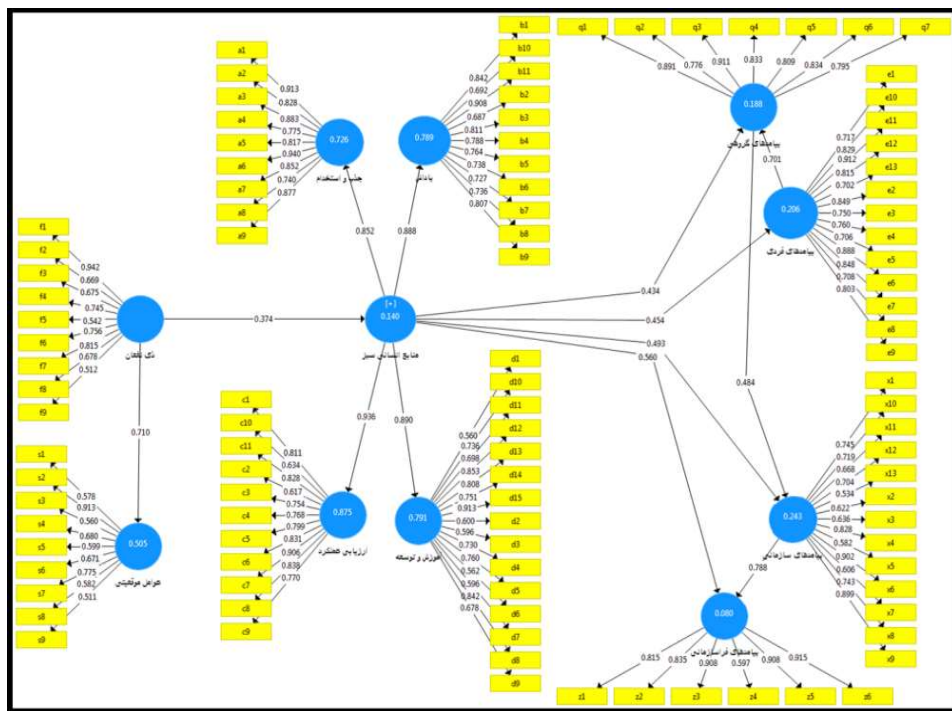 a1
a2
a3
a4
a5
a6
a7
a8
a9
0.913
0.828
0.883
0.775
0.817
0.940
0.852
0.740
0.877
0.726
جذب و استخدام
b1
b10
b11
b2
b3
b4
b5
b6
b7
b8
b9
0.842
0.692
0.908
0.687
0.811
0.788
0.764
0.738
0.727
0.736
0.807
0.789
پاداش
q1
q2
q3
q4
q5
q6
q7
0.891
0.776
0.911
0.833
0.809
0.834
0.795
0.188
پیامدهای گروهی
0.701
e1
e10
e11
e12
e13
e2
e3
e4
e5
e6
e7
e8
e9
0.717
0.829
0.912
0.815
0.702
0.849
0.750
0.760
0.706
0.888
0.848
0.708
0.803
0.206
پیامدهای فردی
0.852
0.888
0.434
0.454
0.493
0.560
f1
f2
f3
f4
f5
f6
f7
f8
f9
0.942
0.669
0.675
0.745
0.542
0.756
0.815
0.678
0.512
0.374
[+]
0.140
منابع انسانی سبز
0.710
0.936
0.890
0.484
s1
s2
s3
s4
s5
s6
s7
s8
s9
0.578
0.913
0.560
0.680
0.599
0.671
0.775
0.582
0.511
0.505
عوامل موقعیتی
c1
c10
c11
c2
c3
c4
c5
c6
c7
c8
c9
0.811
0.634
0.828
0.617
0.754
0.768
0.799
0.831
0.906
0.838
0.770
0.875
ارزیابی عملکرد
d1
d10
d11
d12
d13
d14
d15
d2
d3
d4
d5
d6
d7
d8
d9
0.560
0.736
0.698
0.853
0.808
0.751
0.913
0.600
0.596
0.730
0.760
0.562
0.596
0.842
0.678
0.791
آموزش و توسعه
x1
x10
x11
x12
x13
x2
x3
x4
x5
x6
x7
x8
x9
0.745
0.719
0.668
0.704
0.534
0.622
0.636
0.828
0.582
0.902
0.606
0.743
0.899
0.243
پیامدهای سازمانی
0.788
0.080
پیامدهای فراسازمانی
0.815
0.835
0.908
0.597
0.908
0.915
z1
z2
z3
z4
z5
z6